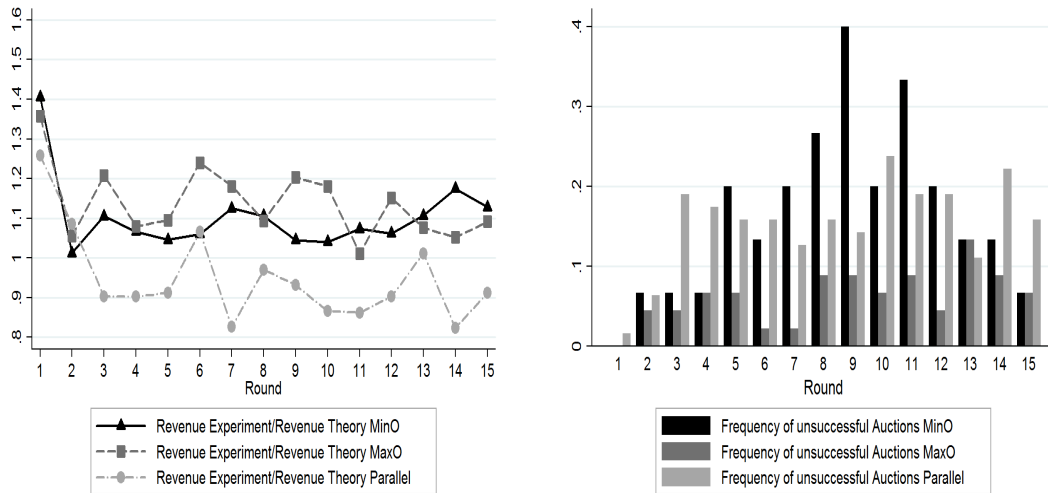 1.6
1.5
1.4
1.3
1.2
1.1
1
.9
.8
1 2 3 4 5 6 7 8 9 10 11 12 13 14 15
Round
Revenue Experiment/Revenue Theory MinO
Revenue Experiment/Revenue Theory MaxO
Revenue Experiment/Revenue Theory Parallel
.4
.3
.2
.1
0
1 2 3 4 5 6 7 8 9 10 11 12 13 14 15
Round
Frequency of unsuccessful Auctions MinO
Frequency of unsuccessful Auctions MaxO
Frequency of unsuccessful Auctions Parallel